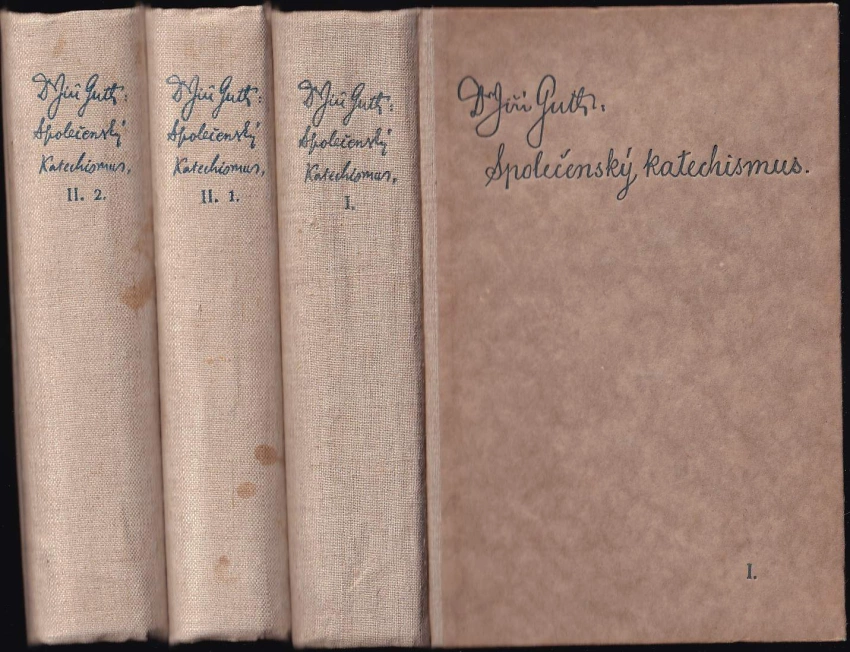 Dr Jiří Guth:
Společenský
Katechismus,
II. 2.
Dr Jiří Guth:
Společenský
Katechismus,
II. 1.
Dr Jiří Guth:
Společenský
Katechismus,
I.
Dr Jiří Guth:
Společenský katechismus.
I.